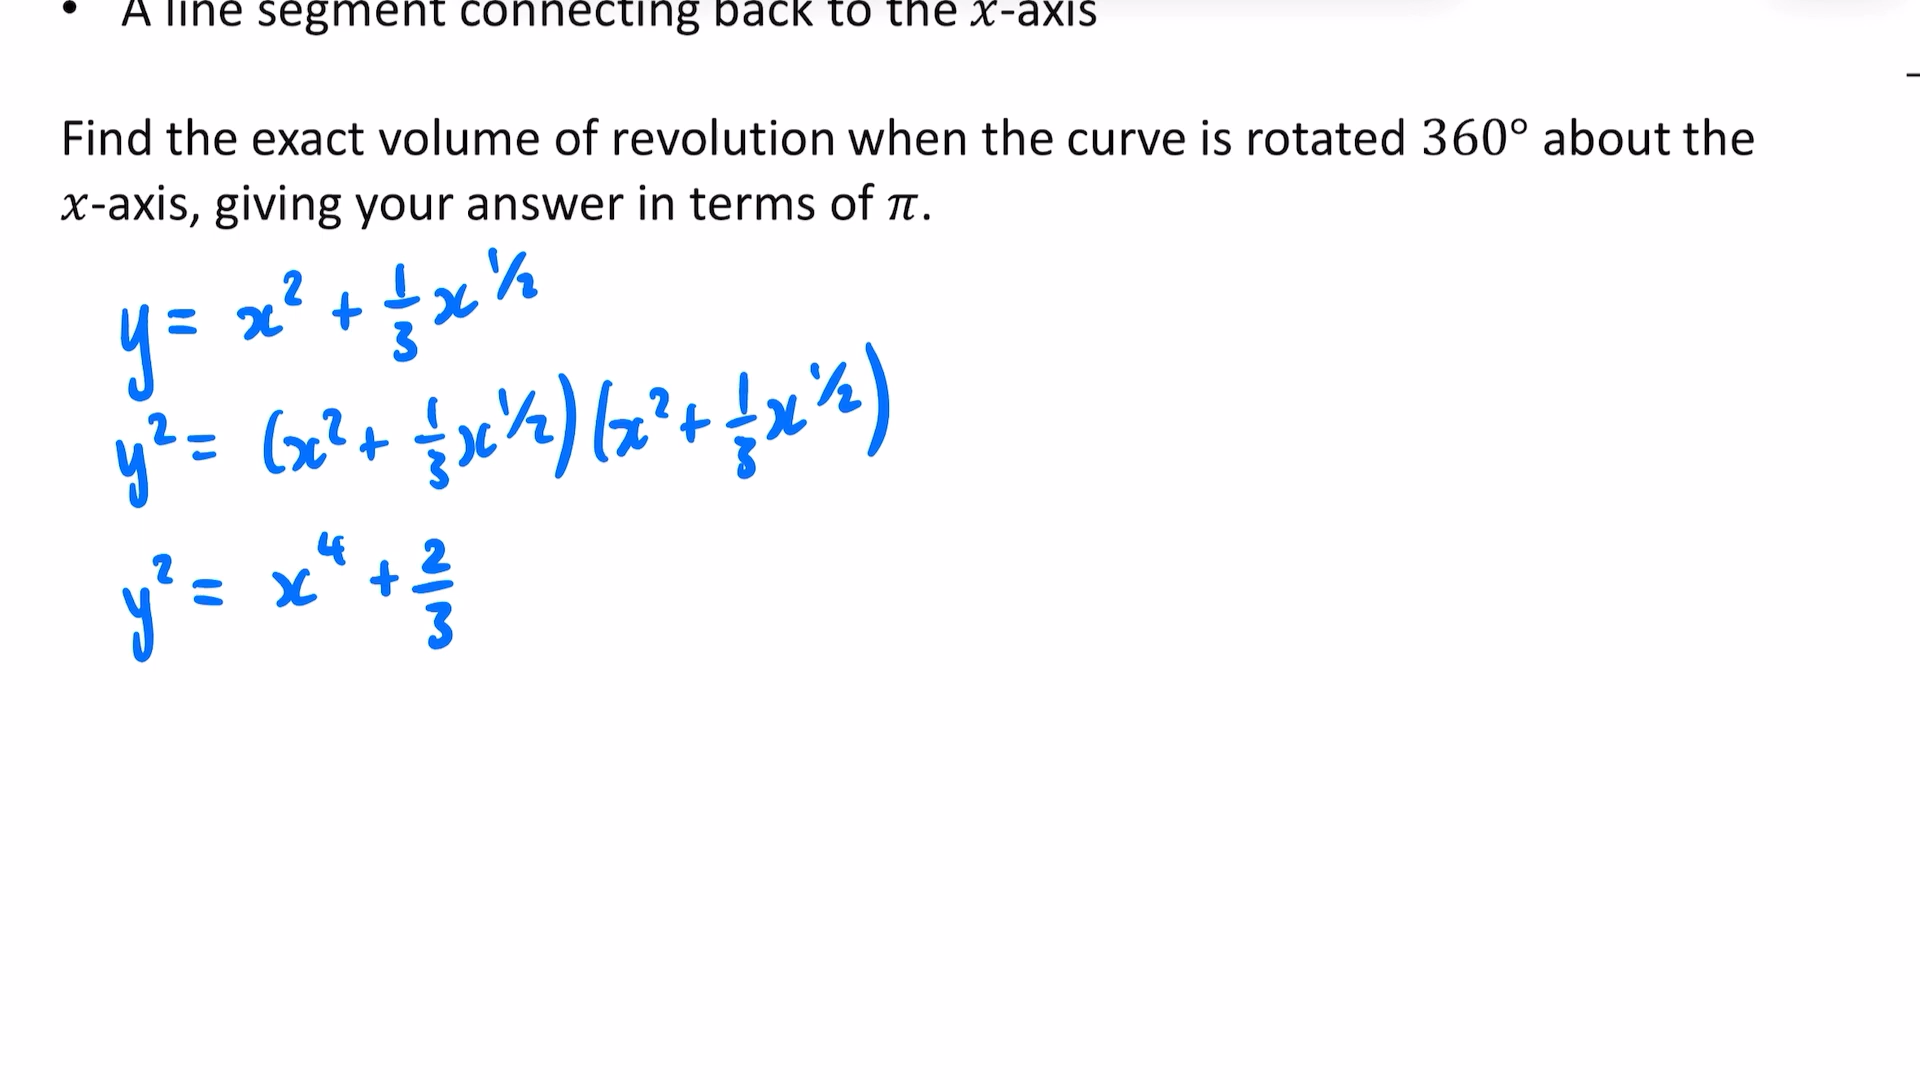 • A line segment connecting back to the x-axis
Find the exact volume of revolution when the curve is rotated 360° about the
x-axis, giving your answer in terms of π.
y = x² + 1/3 x^1/2
y² = (x² + 1/3 x^1/2)(x² + 1/3 x^1/2)
y² = x⁴ + 2/3